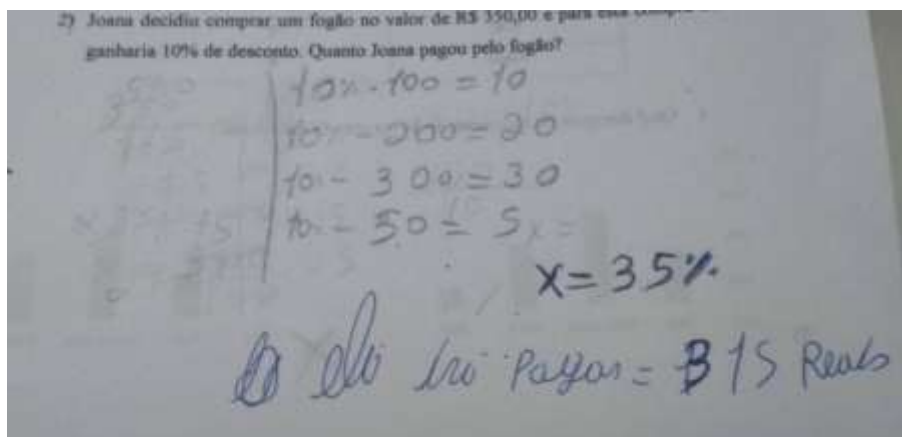 2) Joana decidiu comprar um fogão no valor de R$ 350,00 e para esta compra
ganharia 10% de desconto. Quanto Joana pagou pelo fogão?
10% - 100 = 10
10% - 200 = 20
10 - 300 = 30
10 - 50 = 5
x = 35%
irá Pagar = 315 Reais